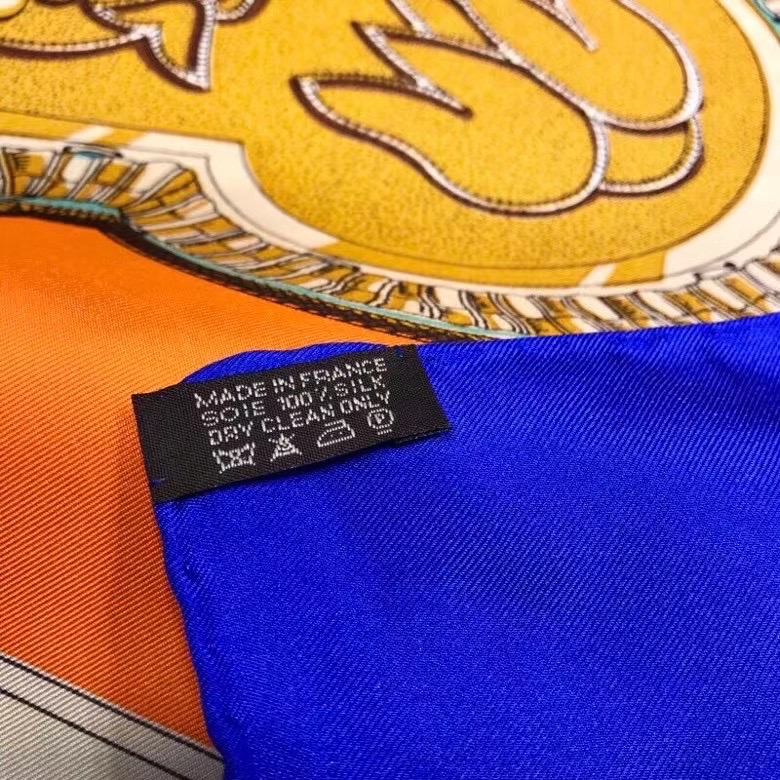 MADE IN FRANCE
SOIE 100% SILK
DRY CLEAN ONLY